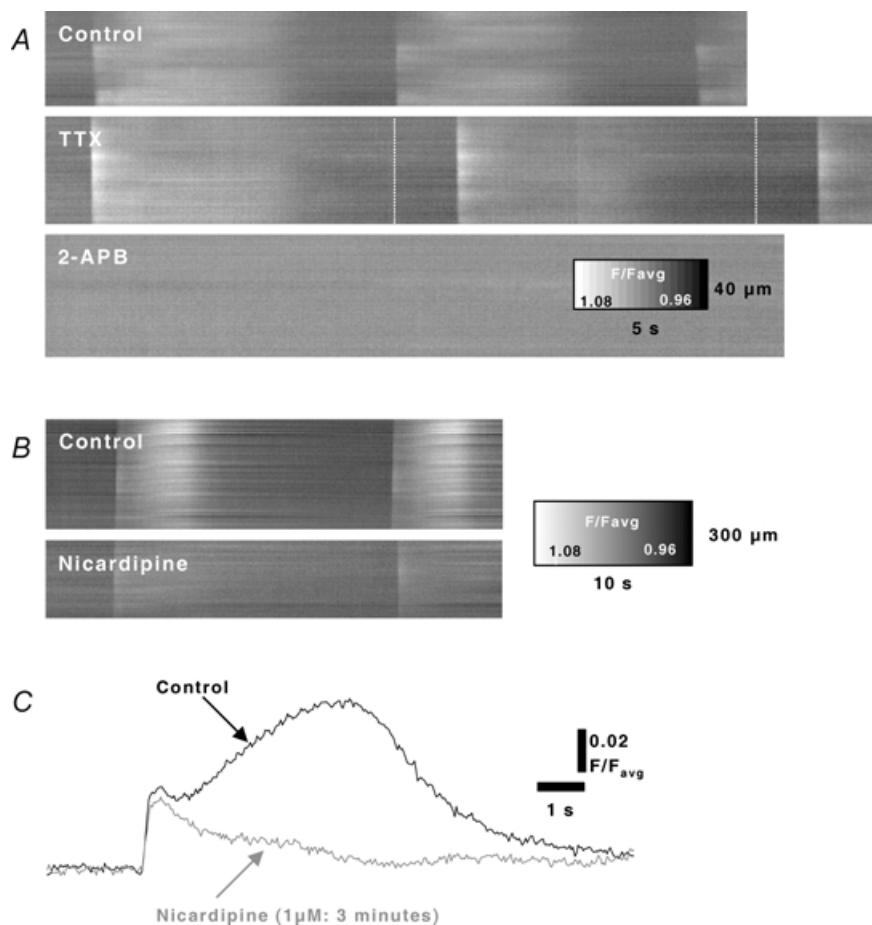 A
Control
TTX
2-APB
F/Favg
1.08 0.96
40 µm
5 s
B
Control
Nicardipine
F/Favg
1.08 0.96
300 µm
10 s
C
Control
0.02
F/Favg
1 s
Nicardipine (1µM: 3 minutes)